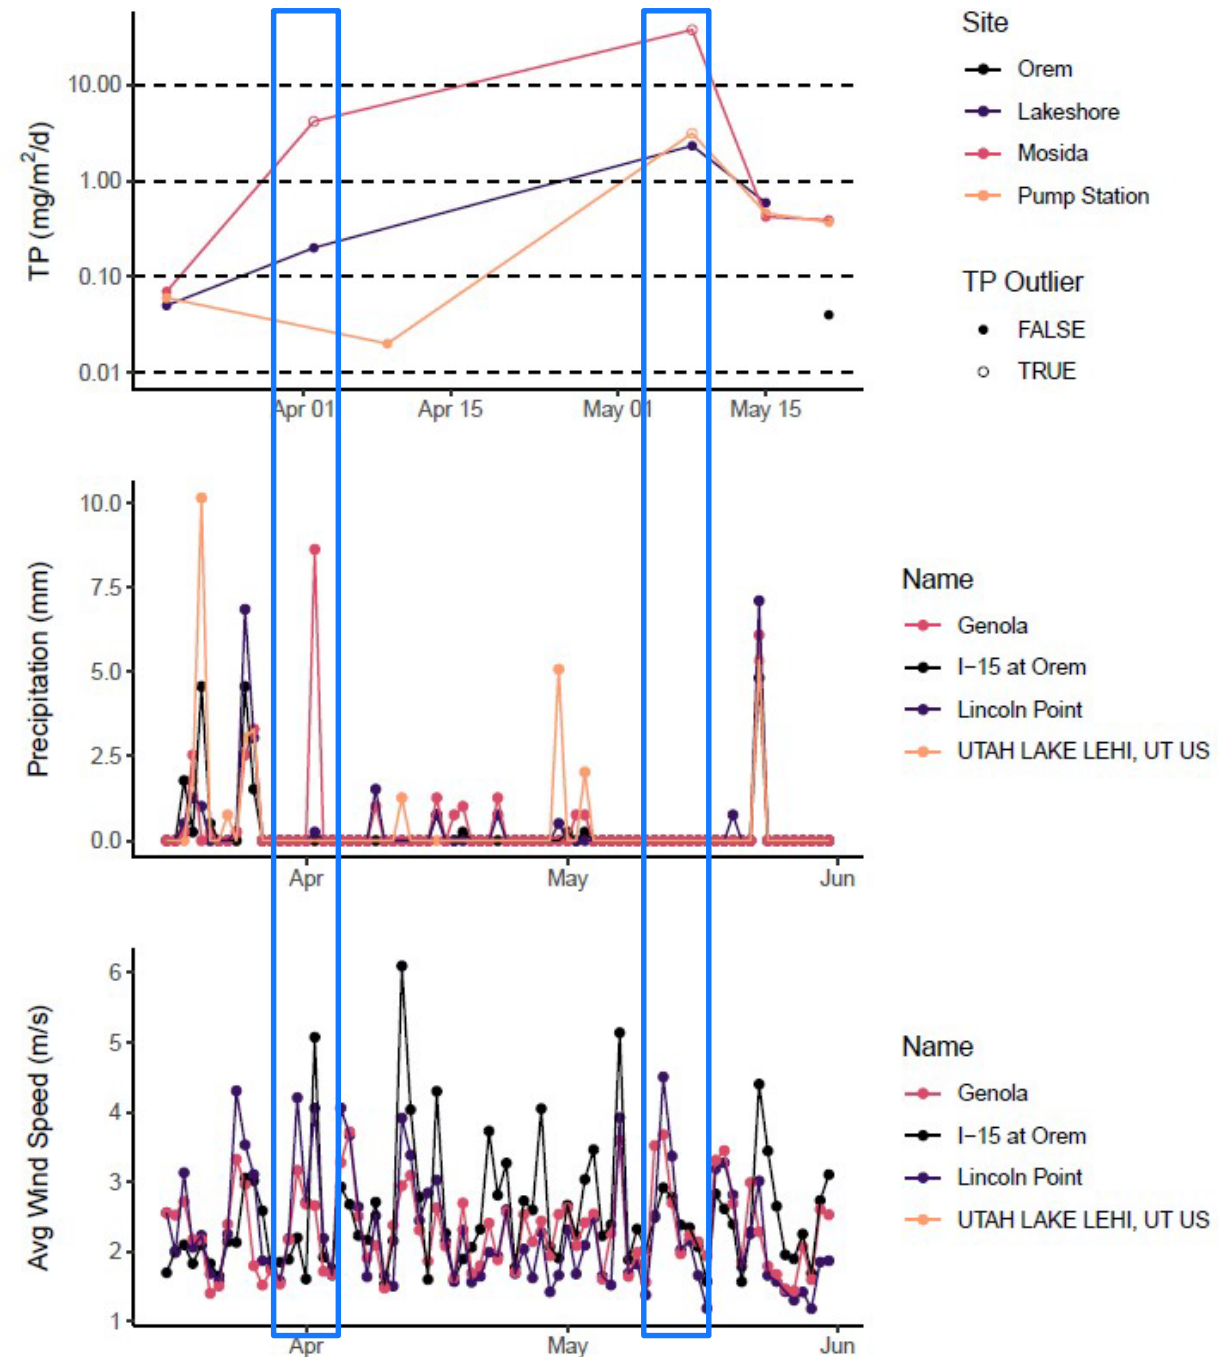 TP (mg/m²/d)
10.00
1.00
0.10
0.01
Apr 01
Apr 15
May 01
May 15
Site
Orem
Lakeshore
Mosida
Pump Station
TP Outlier
FALSE
TRUE
Precipitation (mm)
10.0
7.5
5.0
2.5
0.0
Apr
May
Jun
Name
Genola
I−15 at Orem
Lincoln Point
UTAH LAKE LEHI, UT US
Avg Wind Speed (m/s)
6
5
4
3
2
1
Apr
May
Jun
Name
Genola
I−15 at Orem
Lincoln Point
UTAH LAKE LEHI, UT US